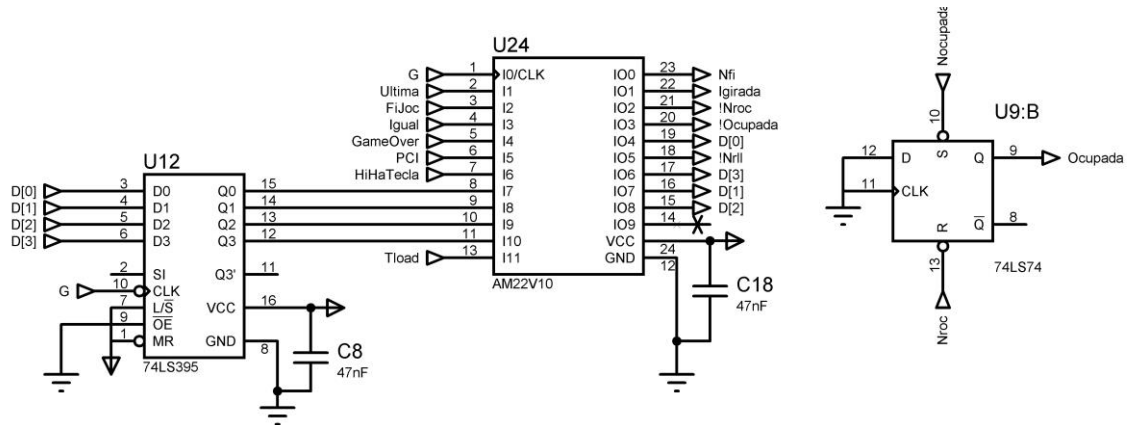 U12
D[0] 3 D0 Q0 15
D[1] 4 D1 Q1 14
D[2] 5 D2 Q2 13
D[3] 6 D3 Q3 12
2 SI Q3' 11
G 10 CLK
7 L/S VCC 16
9 OE
1 MR GND 8
74LS395
C8
47nF
U24
G 1 I0/CLK IO0 23 Nfi
Ultima 2 I1 IO1 22 Igirada
FiJoc 3 I2 IO2 21 !Nroc
Igual 4 I3 IO3 20 !Ocupada
GameOver 5 I4 IO4 19 D[0]
PCI 6 I5 IO5 18 !Nrll
HiHaTecla 7 I6 IO6 17 D[3]
8 I7 IO7 16 D[1]
9 I8 IO8 15 D[2]
10 I9 IO9 14
11 I10 VCC 24
Tload 13 I11 GND 12
AM22V10
C18
47nF
Nocupada
10
U9:B
12 D S Q 9 Ocupada
11 CLK
R Q 8
13
74LS74
Nroc